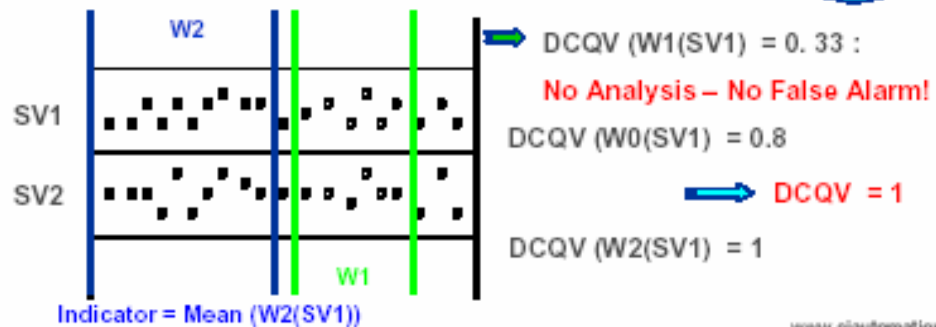 W2
DCQV (W1(SV1) = 0. 33 :
No Analysis – No False Alarm!
SV1
DCQV (W0(SV1) = 0.8
SV2
DCQV = 1
DCQV (W2(SV1) = 1
W1
Indicator = Mean (W2(SV1))